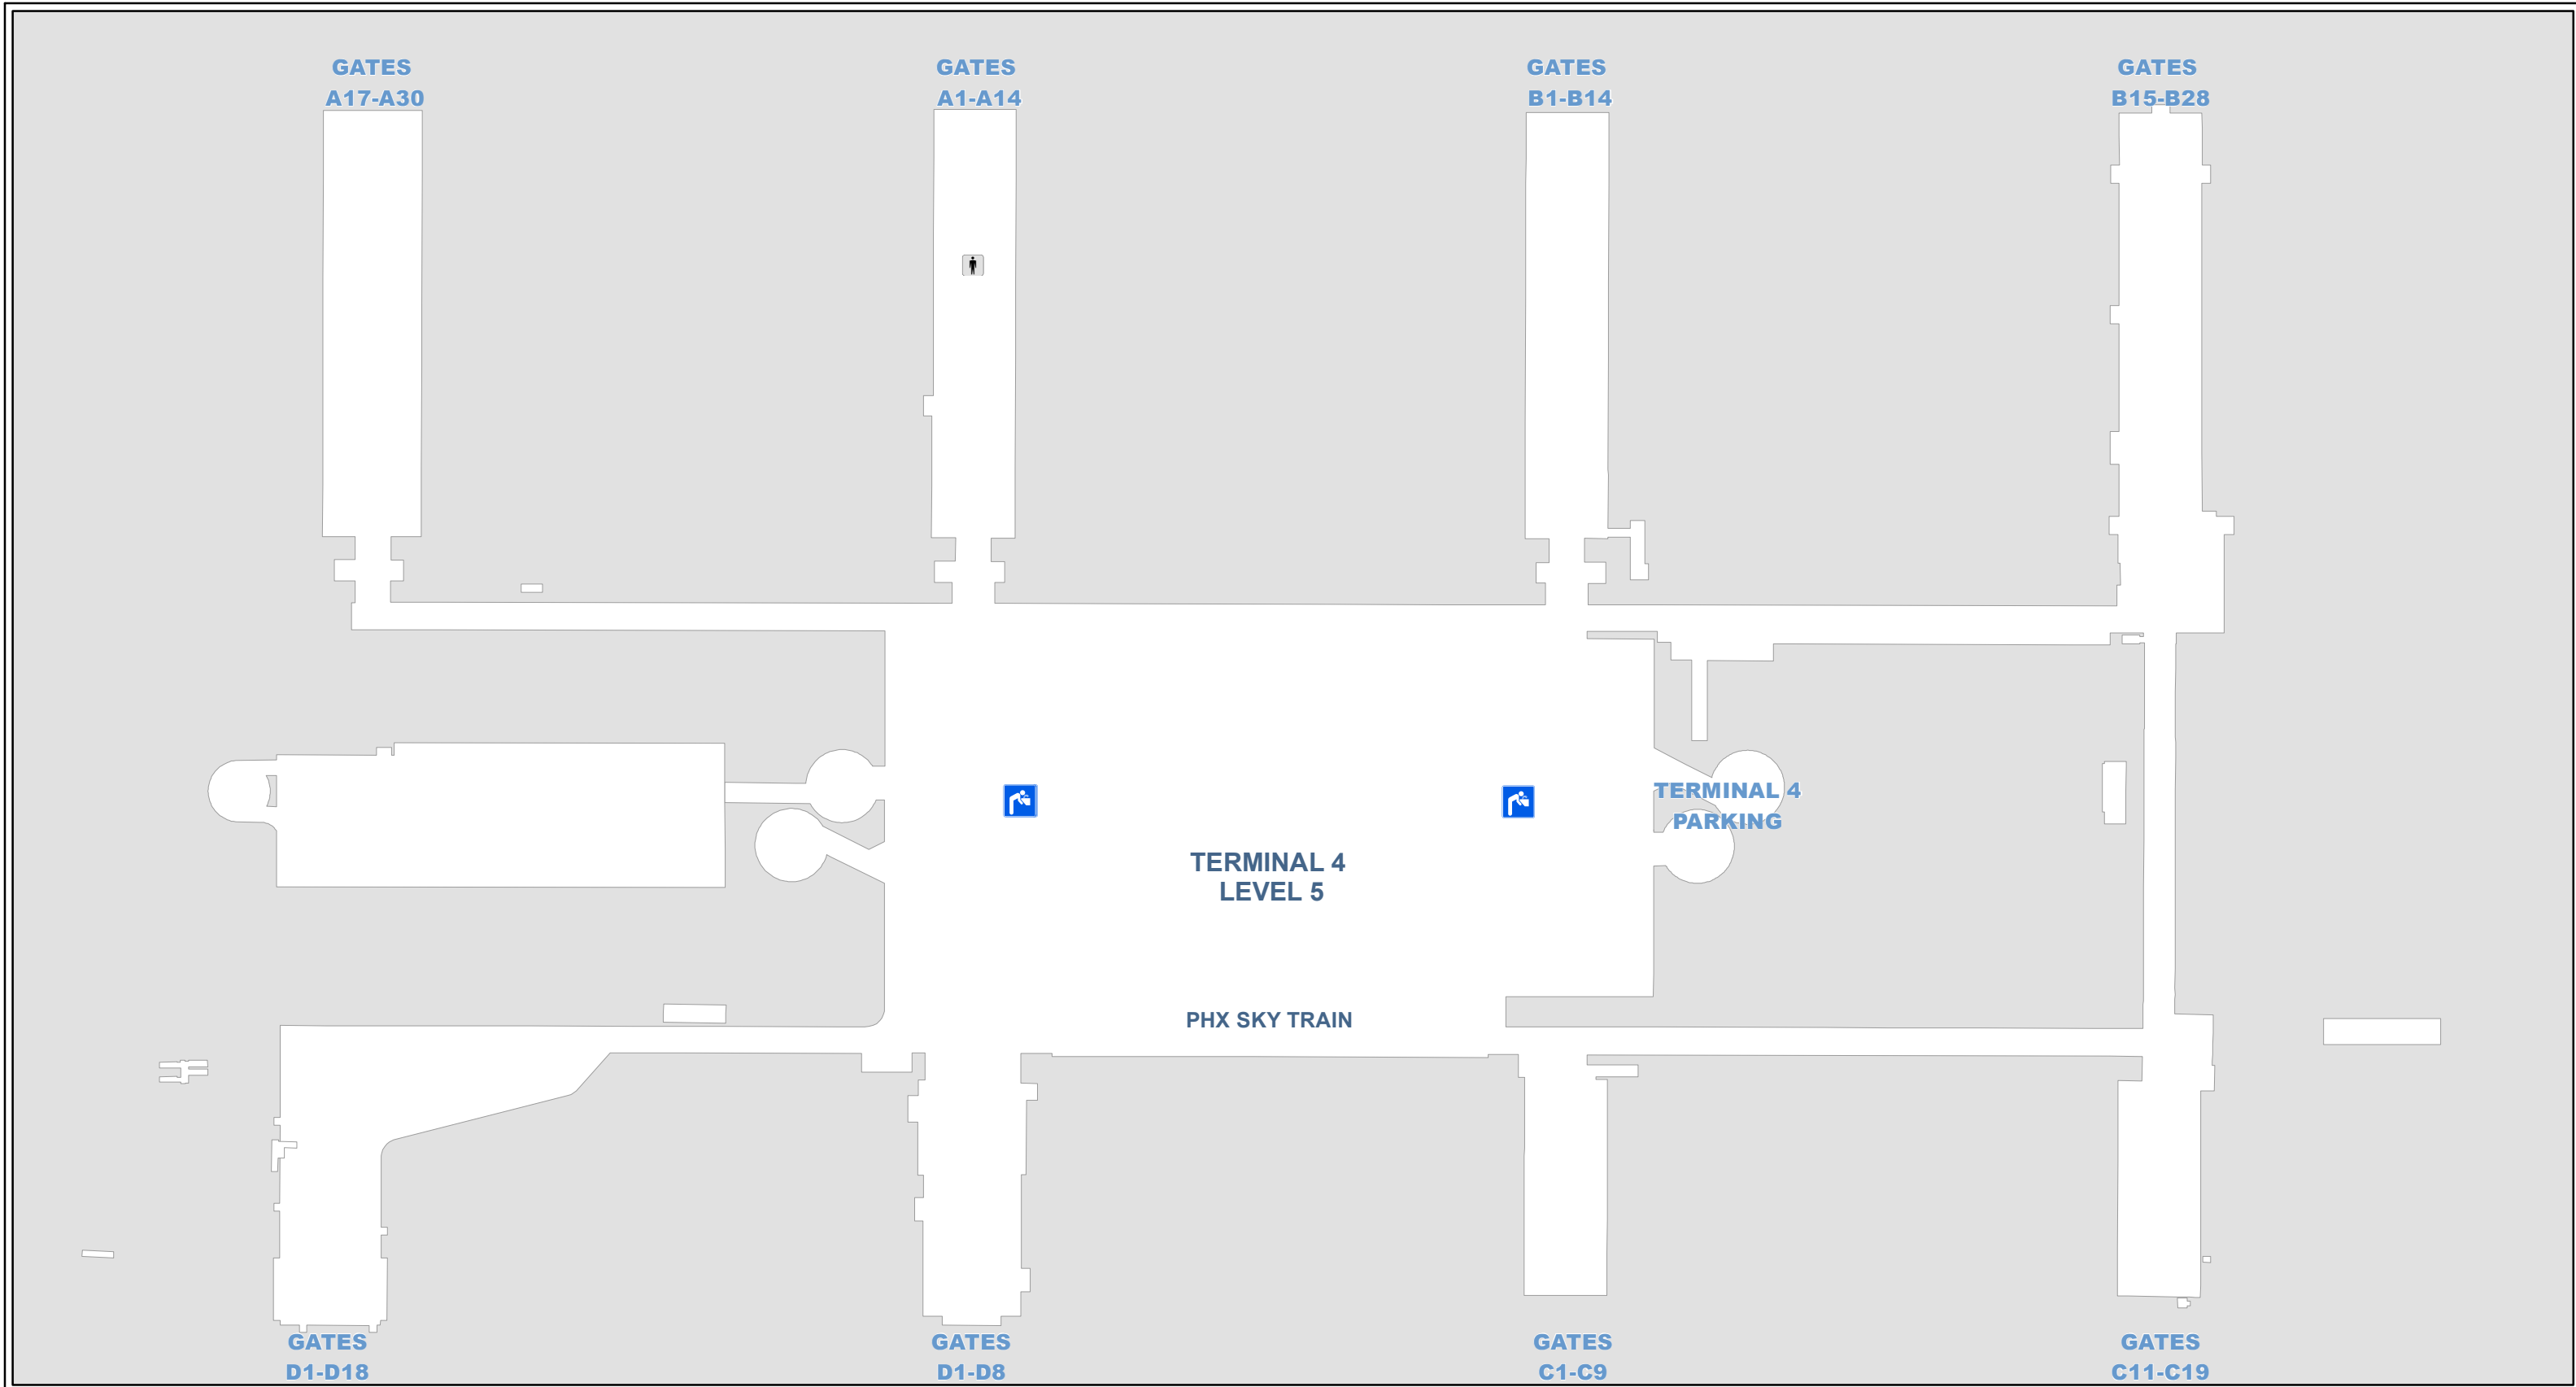 GATES
A17-A30
GATES
A1-A14
GATES
B1-B14
GATES
B15-B28
TERMINAL 4
PARKING
TERMINAL 4
LEVEL 5
PHX SKY TRAIN
GATES
D1-D18
GATES
D1-D8
GATES
C1-C9
GATES
C11-C19